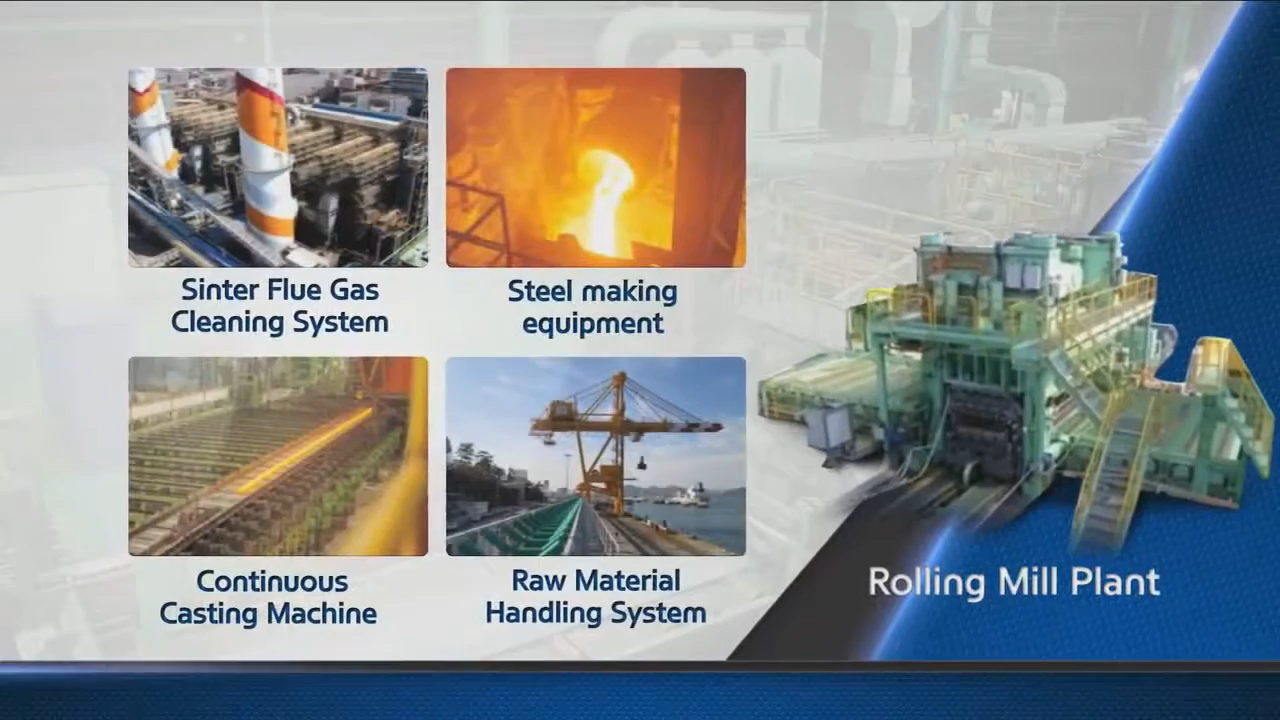 Sinter Flue Gas
Cleaning System
Steel making
equipment
Continuous
Casting Machine
Raw Material
Handling System
Rolling Mill Plant